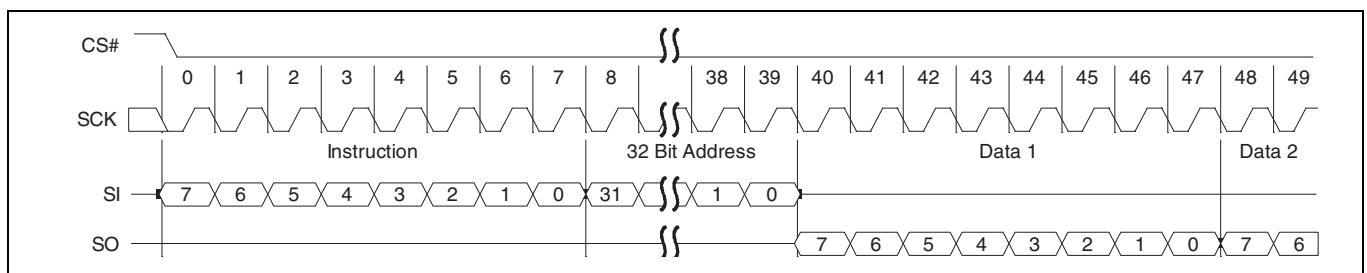 CS#
0 1 2 3 4 5 6 7 8 38 39 40 41 42 43 44 45 46 47 48 49
SCK
Instruction 32 Bit Address Data 1 Data 2
SI 7 6 5 4 3 2 1 0 31 1 0
SO 7 6 5 4 3 2 1 0 7 6